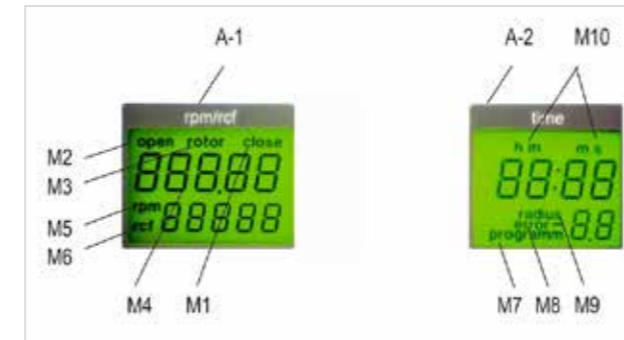 A-1 A-2 M10
rpm/rcf time
open rotor close h m m s
M2
M3 888.88 88:88
M5 rpm 88888 radius
M6 rcf error 8.8
programm
M4 M1 M7 M8 M9